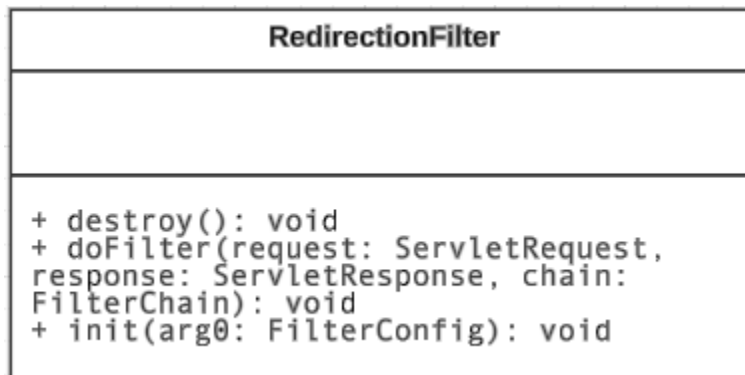 RedirectionFilter
+ destroy(): void
+ doFilter(request: ServletRequest,
response: ServletResponse, chain:
FilterChain): void
+ init(arg0: FilterConfig): void